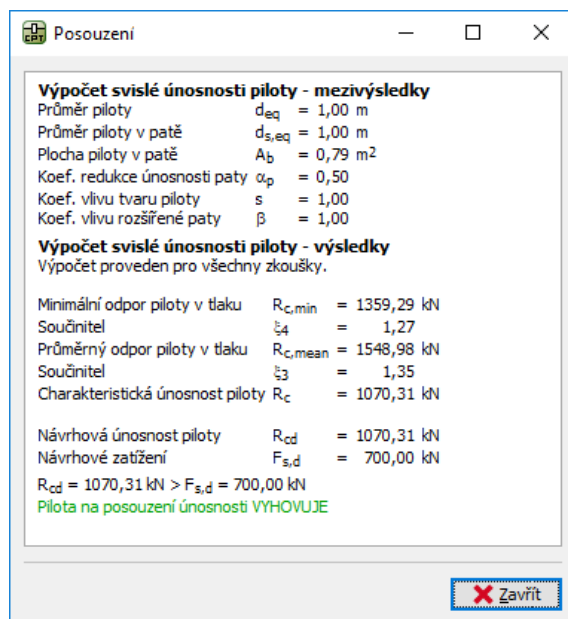 CPT Posouzení
Výpočet svislé únosnosti piloty - mezivýsledky
Průměr piloty d_eq = 1,00 m
Průměr piloty v patě d_s,eq = 1,00 m
Plocha piloty v patě A_b = 0,79 m²
Koef. redukce únosnosti paty α_p = 0,50
Koef. vlivu tvaru piloty s = 1,00
Koef. vlivu rozšířené paty β = 1,00
Výpočet svislé únosnosti piloty - výsledky
Výpočet proveden pro všechny zkoušky.
Minimální odpor piloty v tlaku R_c,min = 1359,29 kN
Součinitel ξ_4 = 1,27
Průměrný odpor piloty v tlaku R_c,mean = 1548,98 kN
Součinitel ξ_3 = 1,35
Charakteristická únosnost piloty R_c = 1070,31 kN
Návrhová únosnost piloty R_cd = 1070,31 kN
Návrhové zatížení F_s,d = 700,00 kN
R_cd = 1070,31 kN > F_s,d = 700,00 kN
Pilota na posouzení únosnosti VYHOVUJE
Zavřít